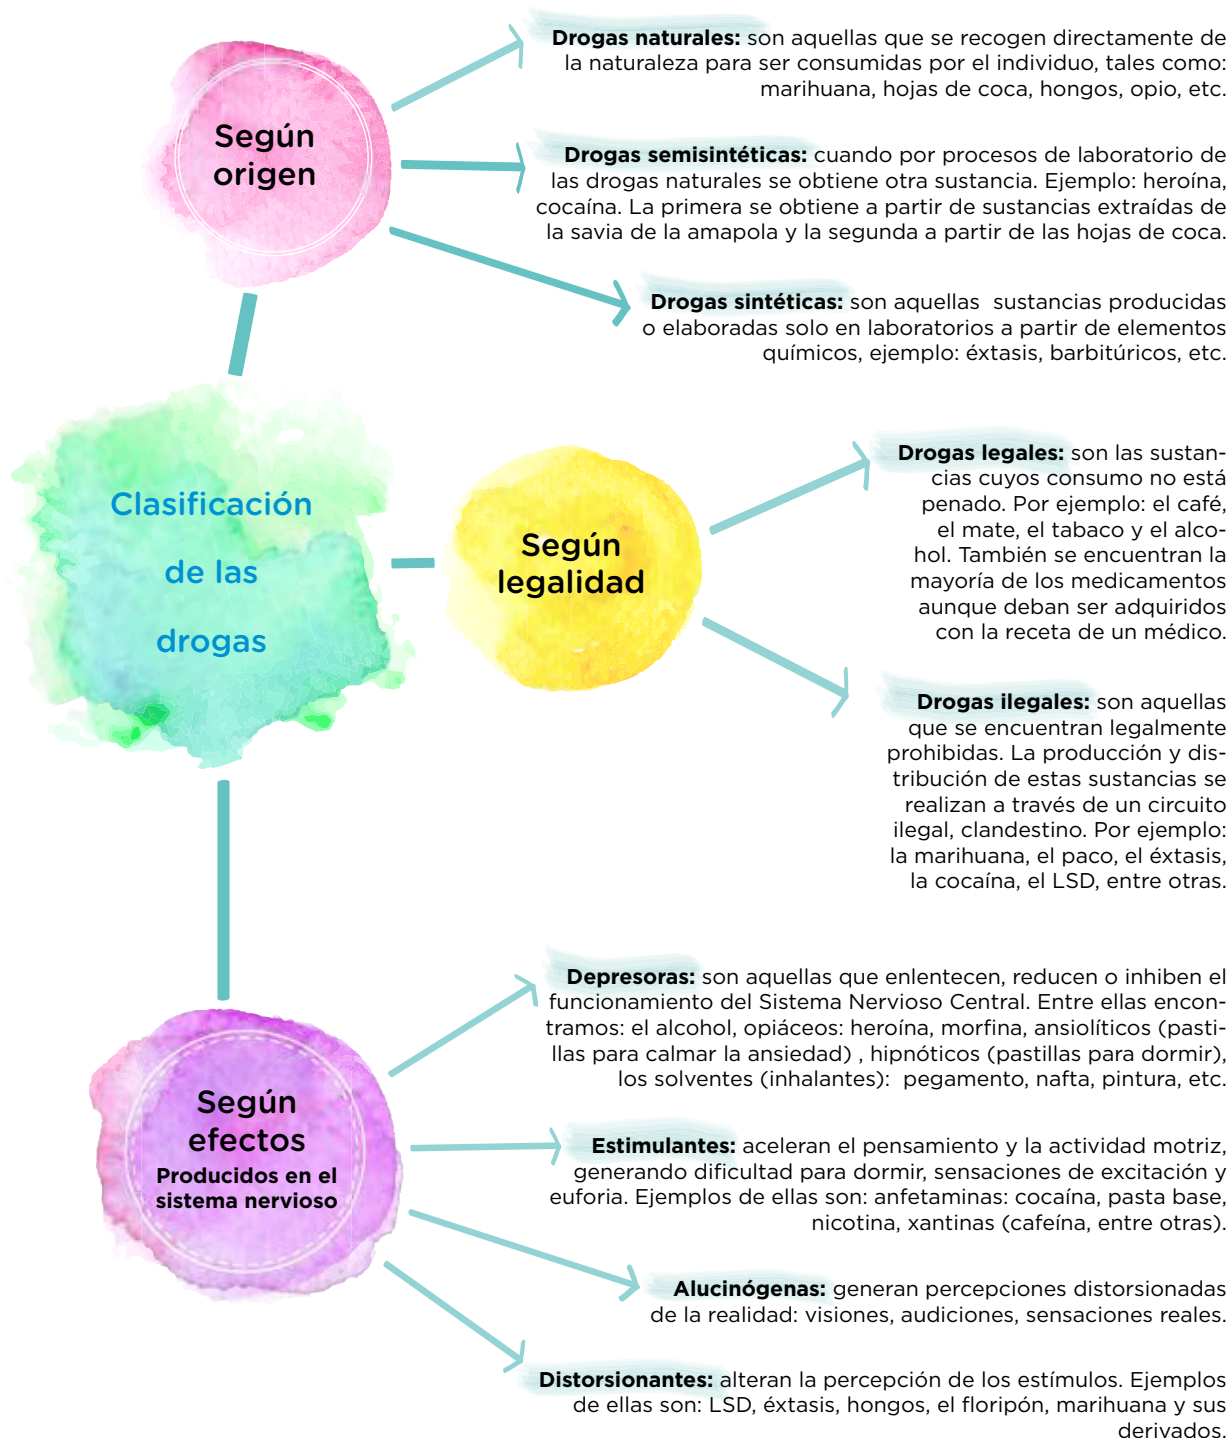 Drogas naturales: son aquellas que se recogen directamente de
la naturaleza para ser consumidas por el individuo, tales como:
marihuana, hojas de coca, hongos, opio, etc.
Según
origen
Drogas semisintéticas: cuando por procesos de laboratorio de
las drogas naturales se obtiene otra sustancia. Ejemplo: heroína,
cocaína. La primera se obtiene a partir de sustancias extraídas de
la savia de la amapola y la segunda a partir de las hojas de coca.
Drogas sintéticas: son aquellas sustancias producidas
o elaboradas solo en laboratorios a partir de elementos
químicos, ejemplo: éxtasis, barbitúricos, etc.
Clasificación
de las
drogas
Según
legalidad
Drogas legales: son las sustan-
cias cuyos consumo no está
penado. Por ejemplo: el café,
el mate, el tabaco y el alco-
hol. También se encuentran la
mayoría de los medicamentos
aunque deban ser adquiridos
con la receta de un médico.
Drogas ilegales: son aquellas
que se encuentran legalmente
prohibidas. La producción y dis-
tribución de estas sustancias se
realizan a través de un circuito
ilegal, clandestino. Por ejemplo:
la marihuana, el paco, el éxtasis,
la cocaína, el LSD, entre otras.
Según
efectos
Producidos en el
sistema nervioso
Depresoras: son aquellas que enlentecen, reducen o inhiben el
funcionamiento del Sistema Nervioso Central. Entre ellas encon-
tramos: el alcohol, opiáceos: heroína, morfina, ansiolíticos (pasti-
llas para calmar la ansiedad) , hipnóticos (pastillas para dormir),
los solventes (inhalantes): pegamento, nafta, pintura, etc.
Estimulantes: aceleran el pensamiento y la actividad motriz,
generando dificultad para dormir, sensaciones de excitación y
euforia. Ejemplos de ellas son: anfetaminas: cocaína, pasta base,
nicotina, xantinas (cafeína, entre otras).
Alucinógenas: generan percepciones distorsionadas
de la realidad: visiones, audiciones, sensaciones reales.
Distorsionantes: alteran la percepción de los estímulos. Ejemplos
de ellas son: LSD, éxtasis, hongos, el floripón, marihuana y sus
derivados.